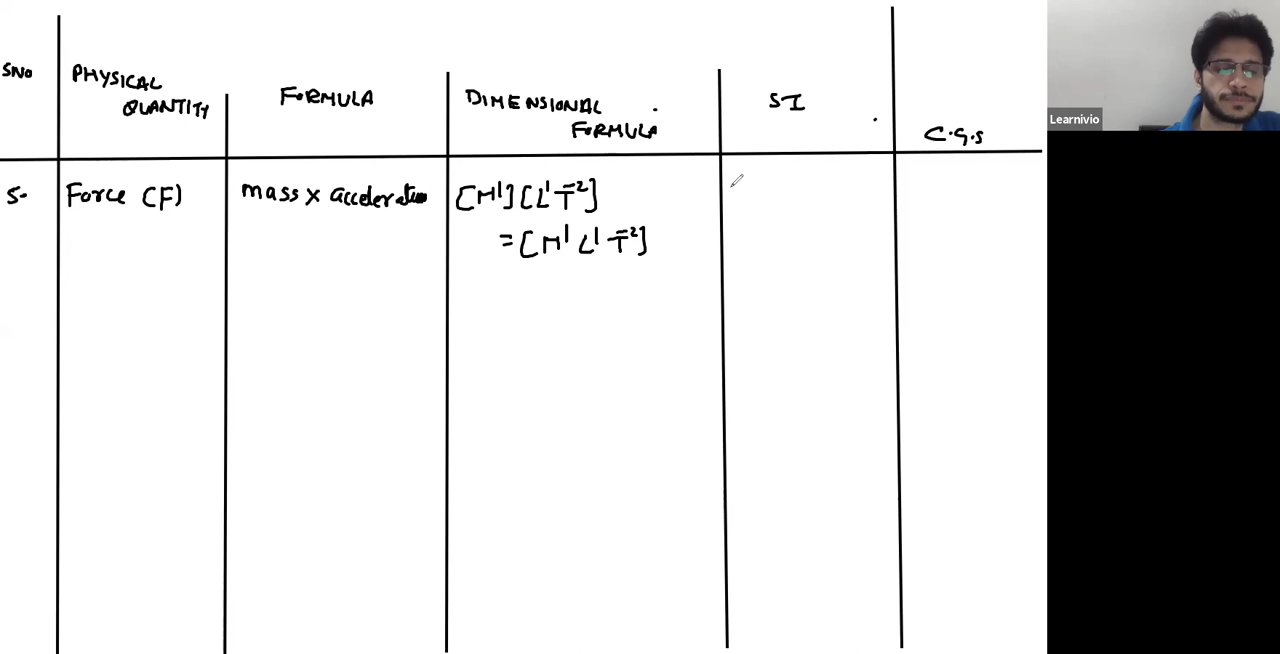 SNO
PHYSICAL
QUANTITY
FORMULA
DIMENSIONAL
FORMULA
SI
C.G.S
5.
Force (F)
mass x acceleration
[M¹][L¹T⁻²]
=[M¹L¹T⁻²]
Learnivio